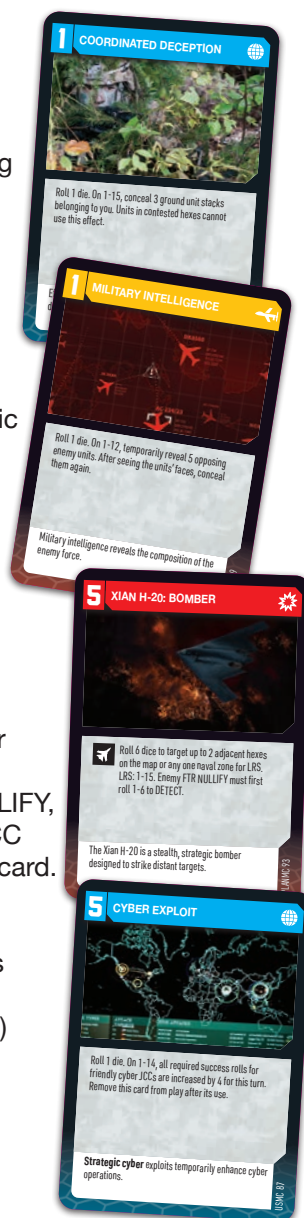 1 COORDINATED DECEPTION
Roll 1 die. On 1-15, conceal 3 ground unit stacks
belonging to you. Units in contested hexes cannot
use this effect.
1 MILITARY INTELLIGENCE
Roll 1 die. On 1-12, temporarily reveal 5 opposing
enemy units. After seeing the units' faces, conceal
them again.
Military intelligence reveals the composition of the
enemy force.
ic
5 XIAN H-20: BOMBER
Roll 6 dice to target up to 2 adjacent hexes
on the map or any one naval zone for LRS.
LRS: 1-15. Enemy FTR NULLIFY must first
roll 1-6 to DETECT.
The Xian H-20 is a stealth, strategic bomber
designed to strike distant targets.
PLANMC 93
LIFY,
CC
card.
5 CYBER EXPLOIT
Roll 1 die. On 1-14, all required success rolls for
friendly cyber JCCs are increased by 4 for this turn.
Remove this card from play after its use.
Strategic cyber exploits temporarily enhance cyber
operations.
USMC 87